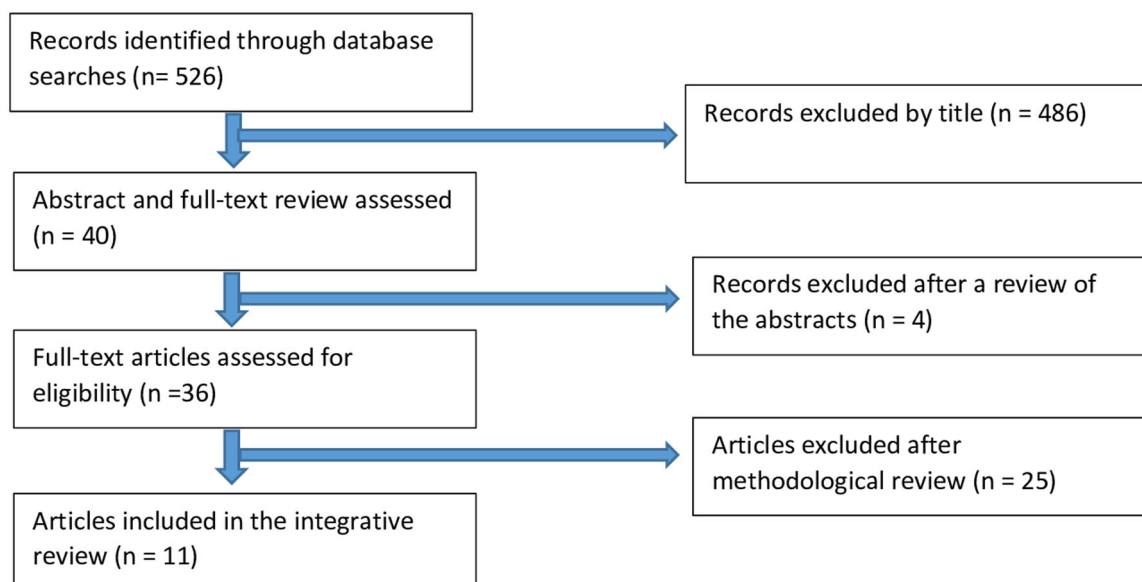 Records identified through database
searches (n= 526)
Records excluded by title (n = 486)
Abstract and full-text review assessed
(n = 40)
Records excluded after a review of
the abstracts (n = 4)
Full-text articles assessed for
eligibility (n =36)
Articles excluded after
methodological review (n = 25)
Articles included in the integrative
review (n = 11)